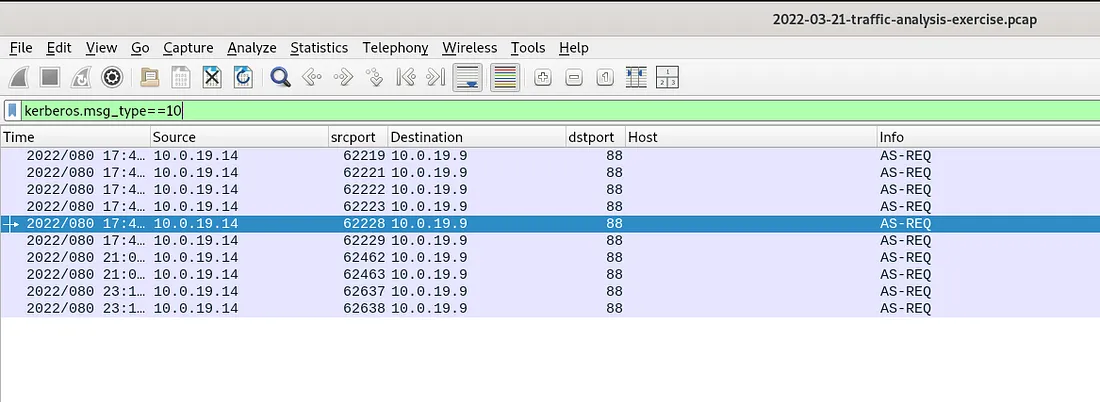 2022-03-21-traffic-analysis-exercise.pcap
File Edit View Go Capture Analyze Statistics Telephony Wireless Tools Help
kerberos.msg_type==10
Time Source srcport Destination dstport Host Info
2022/080 17:4… 10.0.19.14 62219 10.0.19.9 88 AS-REQ
2022/080 17:4… 10.0.19.14 62221 10.0.19.9 88 AS-REQ
2022/080 17:4… 10.0.19.14 62222 10.0.19.9 88 AS-REQ
2022/080 17:4… 10.0.19.14 62223 10.0.19.9 88 AS-REQ
2022/080 17:4… 10.0.19.14 62228 10.0.19.9 88 AS-REQ
2022/080 17:4… 10.0.19.14 62229 10.0.19.9 88 AS-REQ
2022/080 21:0… 10.0.19.14 62462 10.0.19.9 88 AS-REQ
2022/080 21:0… 10.0.19.14 62463 10.0.19.9 88 AS-REQ
2022/080 23:1… 10.0.19.14 62637 10.0.19.9 88 AS-REQ
2022/080 23:1… 10.0.19.14 62638 10.0.19.9 88 AS-REQ